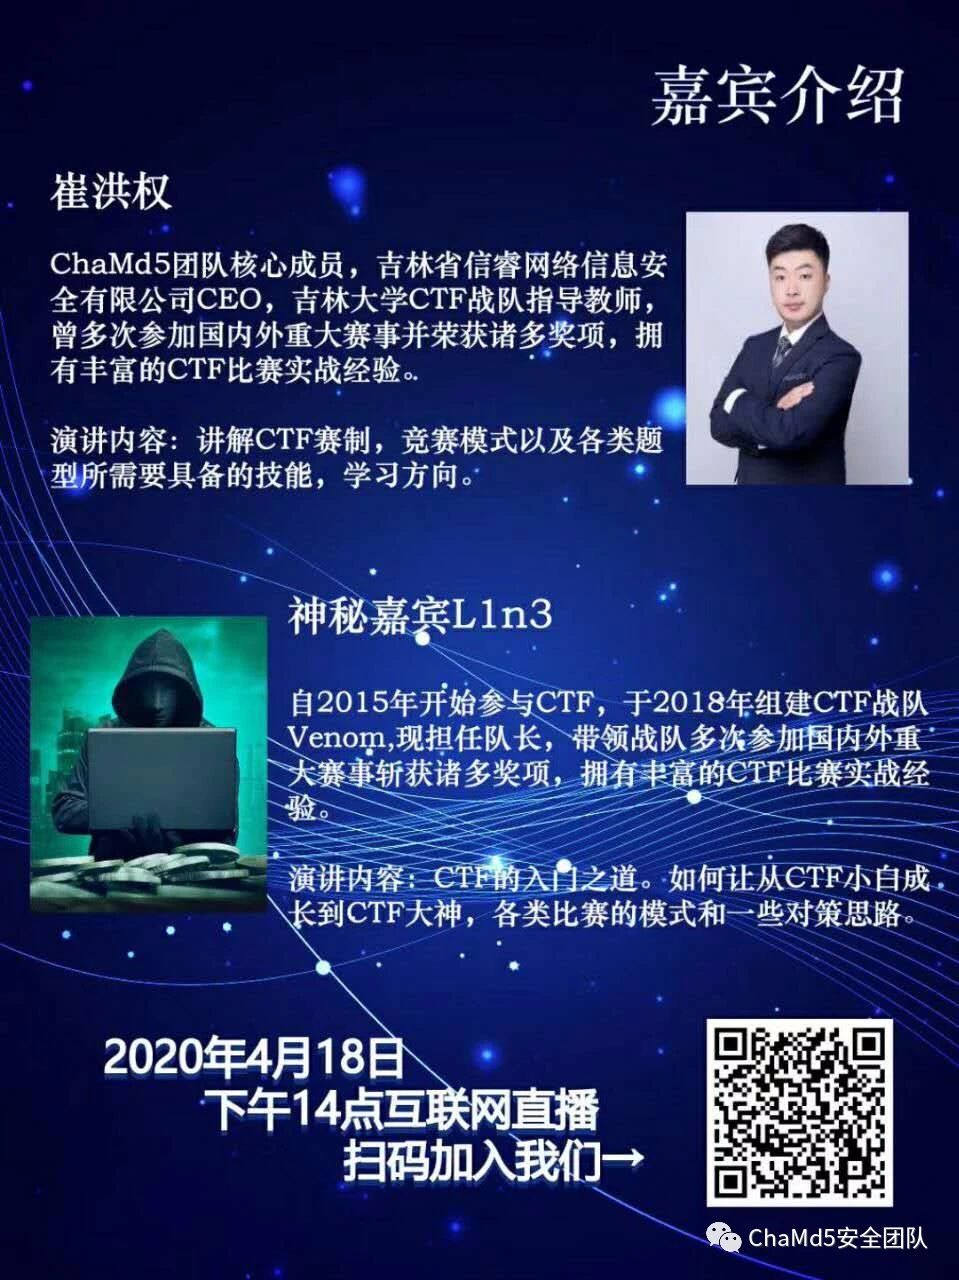 嘉宾介绍
崔洪权
ChaMd5团队核心成员，吉林省信睿网络信息安
全有限公司CEO，吉林大学CTF战队指导教师，
曾多次参加国内外重大赛事并荣获诸多奖项，拥
有丰富的CTF比赛实战经验。
演讲内容：讲解CTF赛制，竞赛模式以及各类题
型所需要具备的技能，学习方向。
神秘嘉宾L1n3
自2015年开始参与CTF，于2018年组建CTF战队
Venom,现担任队长，带领战队多次参加国内外重
大赛事斩获诸多奖项，拥有丰富的CTF比赛实战经
验。
演讲内容：CTF的入门之道。如何让从CTF小白成
长到CTF大神，各类比赛的模式和一些对策思路。
2020年4月18日
下午14点互联网直播
扫码加入我们→
ChaMd5安全团队